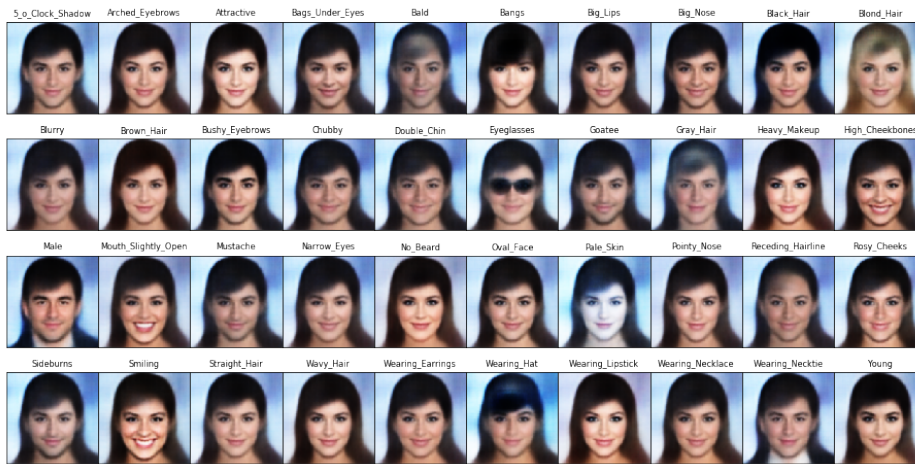 5_o_Clock_Shadow Arched_Eyebrows Attractive Bags_Under_Eyes Bald Bangs Big_Lips Big_Nose Black_Hair Blond_Hair
Blurry Brown_Hair Bushy_Eyebrows Chubby Double_Chin Eyeglasses Goatee Gray_Hair Heavy_Makeup High_Cheekbones
Male Mouth_Slightly_Open Mustache Narrow_Eyes No_Beard Oval_Face Pale_Skin Pointy_Nose Receding_Hairline Rosy_Cheeks
Sideburns Smiling Straight_Hair Wavy_Hair Wearing_Earrings Wearing_Hat Wearing_Lipstick Wearing_Necklace Wearing_Necktie Young